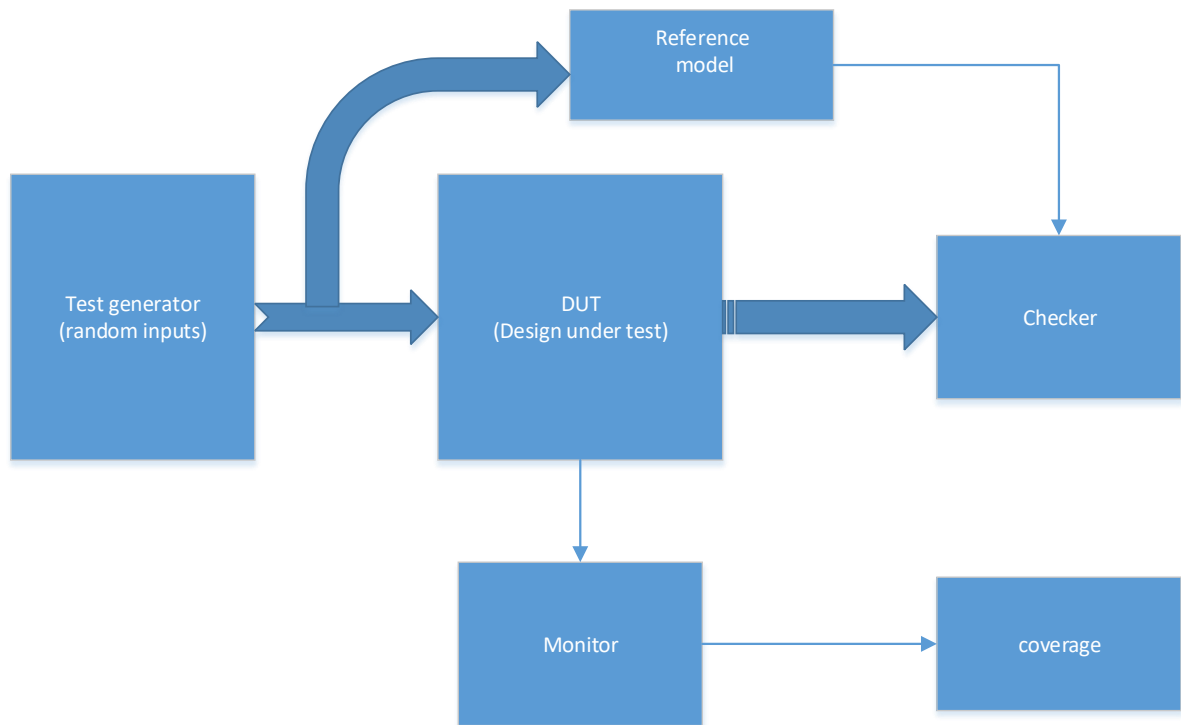 Reference
model
Test generator
(random inputs)
DUT
(Design under test)
Checker
Monitor
coverage